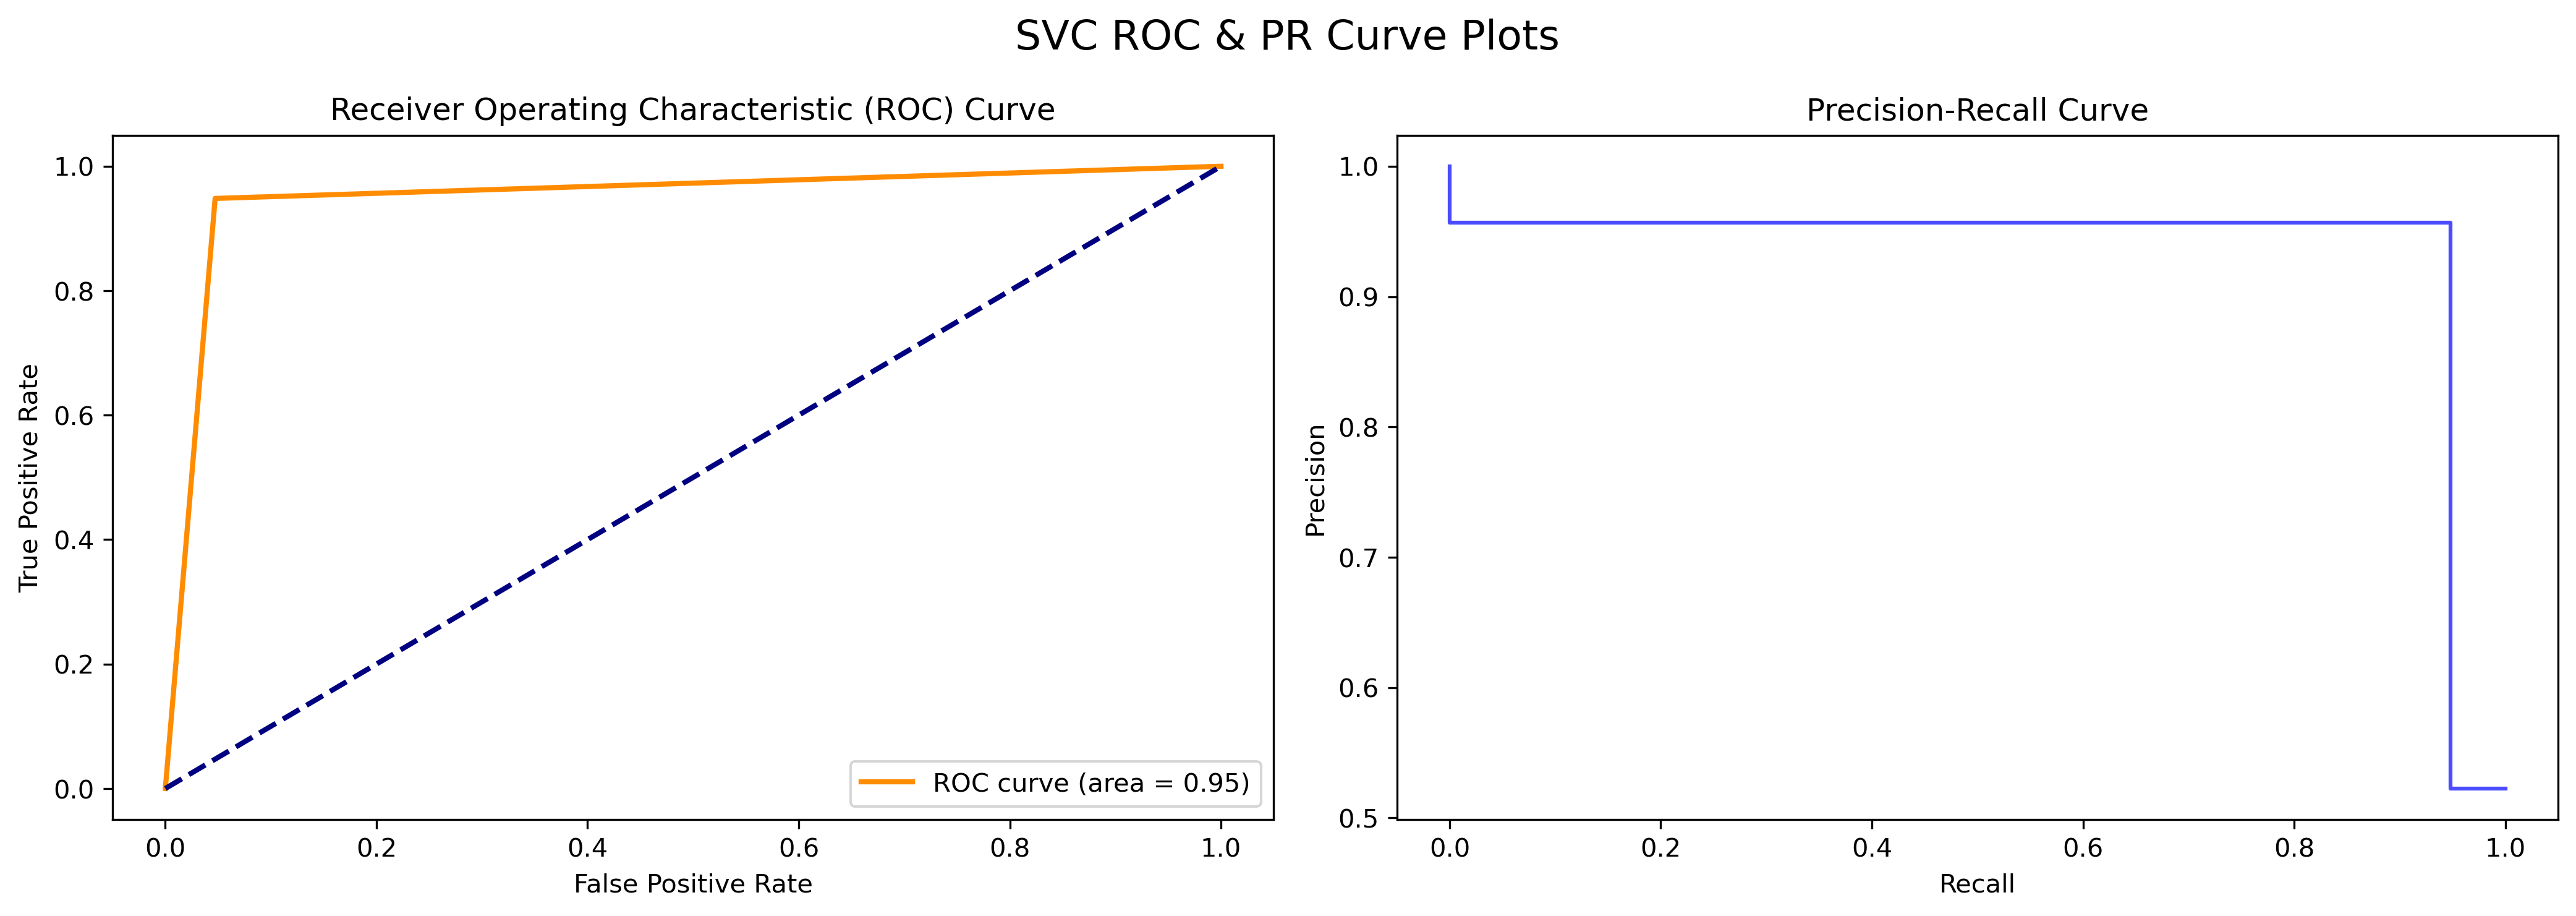 SVC ROC & PR Curve Plots
Receiver Operating Characteristic (ROC) Curve
True Positive Rate
1.0
0.8
0.6
0.4
0.2
0.0
ROC curve (area = 0.95)
0.0 0.2 0.4 0.6 0.8 1.0
False Positive Rate
Precision-Recall Curve
Precision
1.0
0.9
0.8
0.7
0.6
0.5
0.0 0.2 0.4 0.6 0.8 1.0
Recall